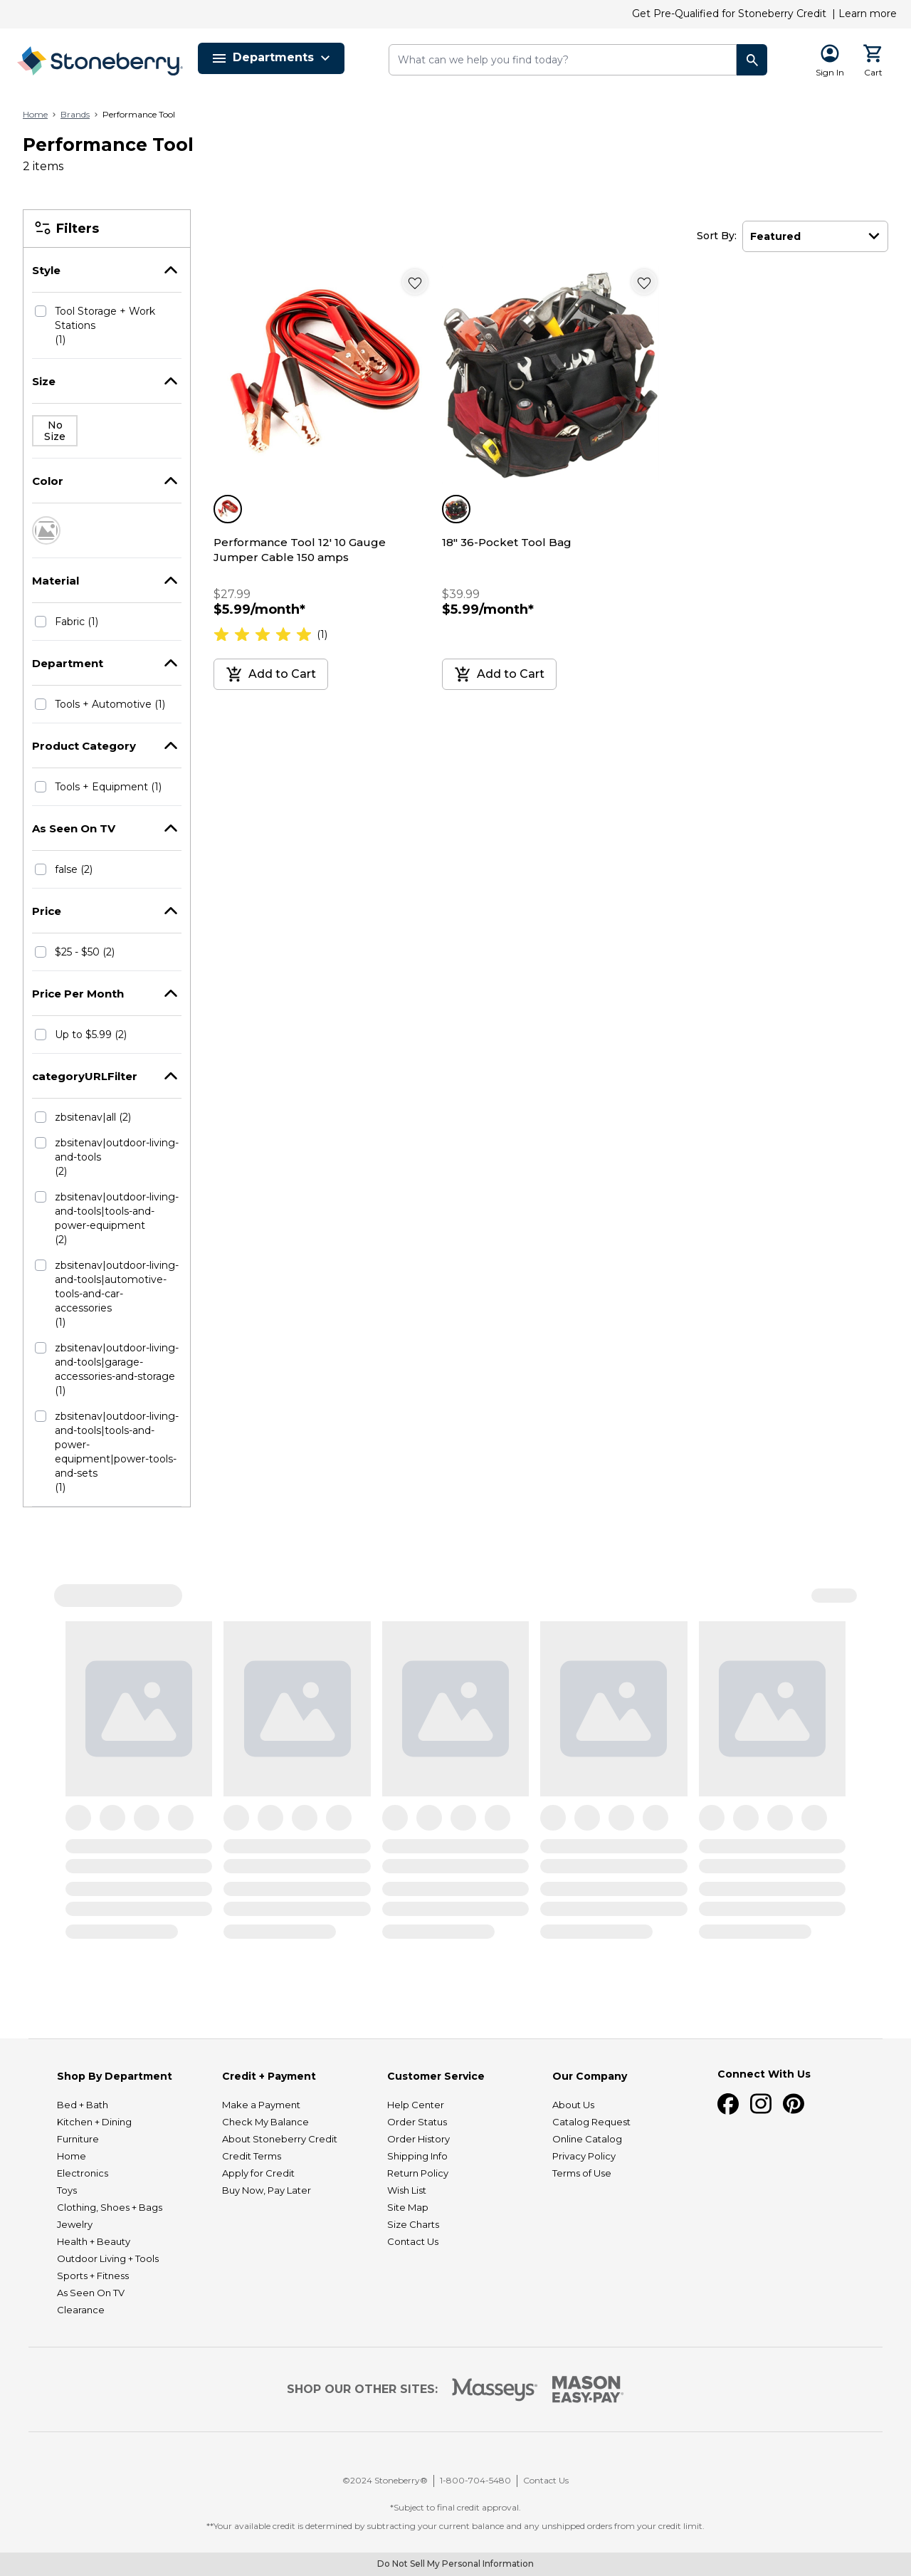 Get Pre-Qualified for Stoneberry Credit | Learn more
Stoneberry
Departments
What can we help you find today?
Sign In
Cart
Home > Brands > Performance Tool
Performance Tool
2 items
Filters
Sort By: Featured
Style
Tool Storage + Work
Stations
(1)
Size
No
Size
Color
Material
Fabric (1)
Department
Tools + Automotive (1)
Product Category
Tools + Equipment (1)
As Seen On TV
false (2)
Price
$25 - $50 (2)
Price Per Month
Up to $5.99 (2)
categoryURLFilter
zbsitenav|all (2)
zbsitenav|outdoor-living-
and-tools
(2)
zbsitenav|outdoor-living-
and-tools|tools-and-
power-equipment
(2)
zbsitenav|outdoor-living-
and-tools|automotive-
tools-and-car-
accessories
(1)
zbsitenav|outdoor-living-
and-tools|garage-
accessories-and-storage
(1)
zbsitenav|outdoor-living-
and-tools|tools-and-
power-
equipment|power-tools-
and-sets
(1)
Performance Tool 12' 10 Gauge
Jumper Cable 150 amps
$27.99
$5.99/month*
(1)
Add to Cart
18" 36-Pocket Tool Bag
$39.99
$5.99/month*
Add to Cart
Shop By Department
Bed + Bath
Kitchen + Dining
Furniture
Home
Electronics
Toys
Clothing, Shoes + Bags
Jewelry
Health + Beauty
Outdoor Living + Tools
Sports + Fitness
As Seen On TV
Clearance
Credit + Payment
Make a Payment
Check My Balance
About Stoneberry Credit
Credit Terms
Apply for Credit
Buy Now, Pay Later
Customer Service
Help Center
Order Status
Order History
Shipping Info
Return Policy
Wish List
Site Map
Size Charts
Contact Us
Our Company
About Us
Catalog Request
Online Catalog
Privacy Policy
Terms of Use
Connect With Us
SHOP OUR OTHER SITES:
Masseys
MASON
EASY-PAY
©2024 Stoneberry® | 1-800-704-5480 | Contact Us
*Subject to final credit approval.
**Your available credit is determined by subtracting your current balance and any unshipped orders from your credit limit.
Do Not Sell My Personal Information